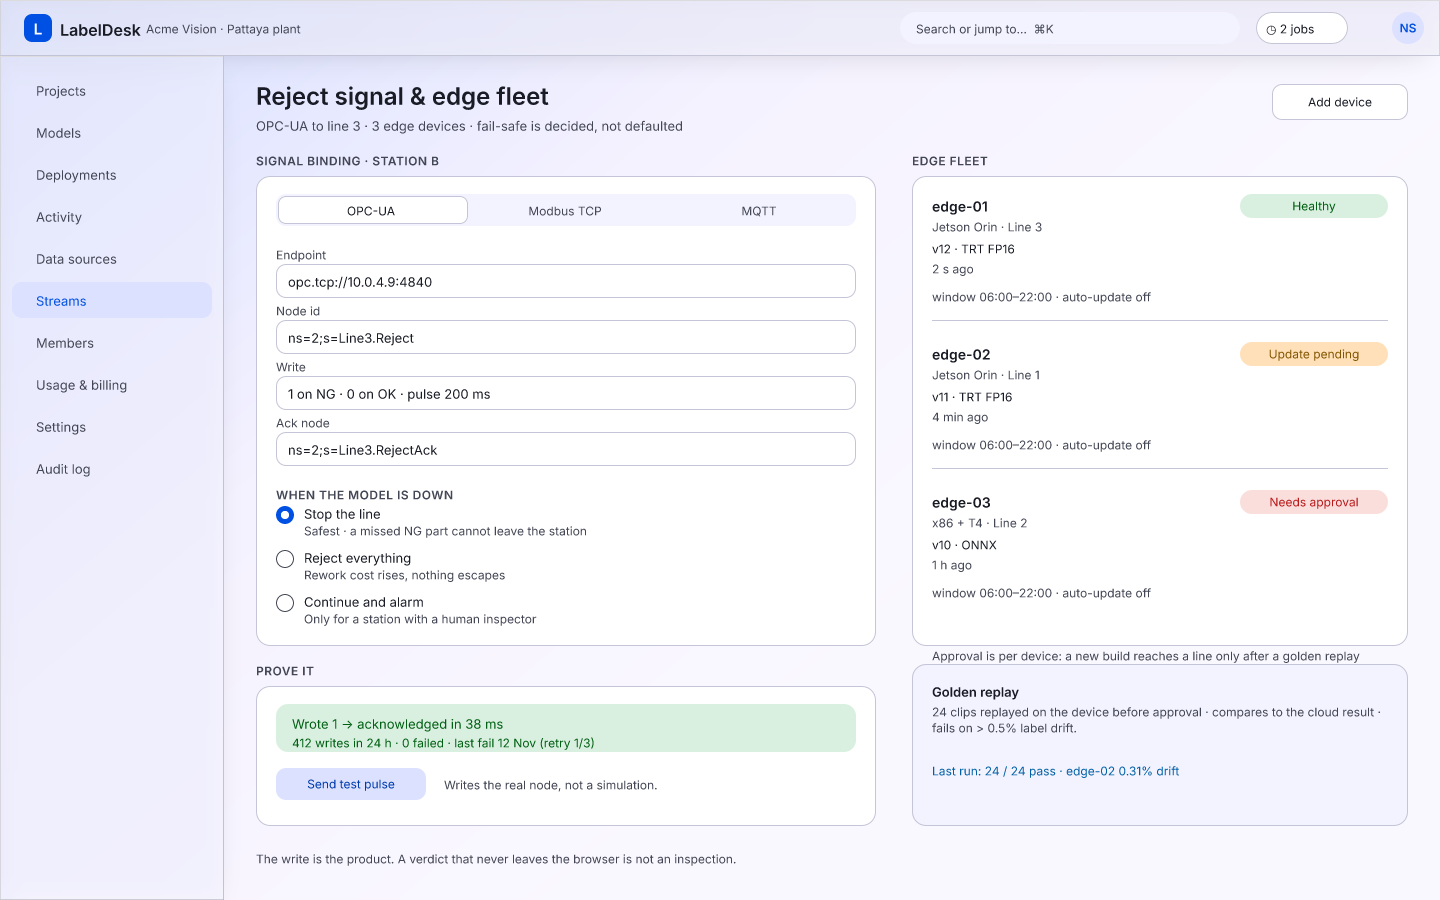 L LabelDesk Acme Vision · Pattaya plant
Search or jump to... ⌘K
◷ 2 jobs
NS
Projects
Models
Deployments
Activity
Data sources
Streams
Members
Usage & billing
Settings
Audit log
Reject signal & edge fleet
OPC-UA to line 3 · 3 edge devices · fail-safe is decided, not defaulted
Add device
SIGNAL BINDING · STATION B
OPC-UA
Modbus TCP
MQTT
Endpoint
opc.tcp://10.0.4.9:4840
Node id
ns=2;s=Line3.Reject
Write
1 on NG · 0 on OK · pulse 200 ms
Ack node
ns=2;s=Line3.RejectAck
WHEN THE MODEL IS DOWN
Stop the line
Safest · a missed NG part cannot leave the station
Reject everything
Rework cost rises, nothing escapes
Continue and alarm
Only for a station with a human inspector
PROVE IT
Wrote 1 → acknowledged in 38 ms
412 writes in 24 h · 0 failed · last fail 12 Nov (retry 1/3)
Send test pulse
Writes the real node, not a simulation.
The write is the product. A verdict that never leaves the browser is not an inspection.
EDGE FLEET
edge-01
Healthy
Jetson Orin · Line 3
v12 · TRT FP16
2 s ago
window 06:00–22:00 · auto-update off
edge-02
Update pending
Jetson Orin · Line 1
v11 · TRT FP16
4 min ago
window 06:00–22:00 · auto-update off
edge-03
Needs approval
x86 + T4 · Line 2
v10 · ONNX
1 h ago
window 06:00–22:00 · auto-update off
Approval is per device: a new build reaches a line only after a golden replay
Golden replay
24 clips replayed on the device before approval · compares to the cloud result ·
fails on > 0.5% label drift.
Last run: 24 / 24 pass · edge-02 0.31% drift